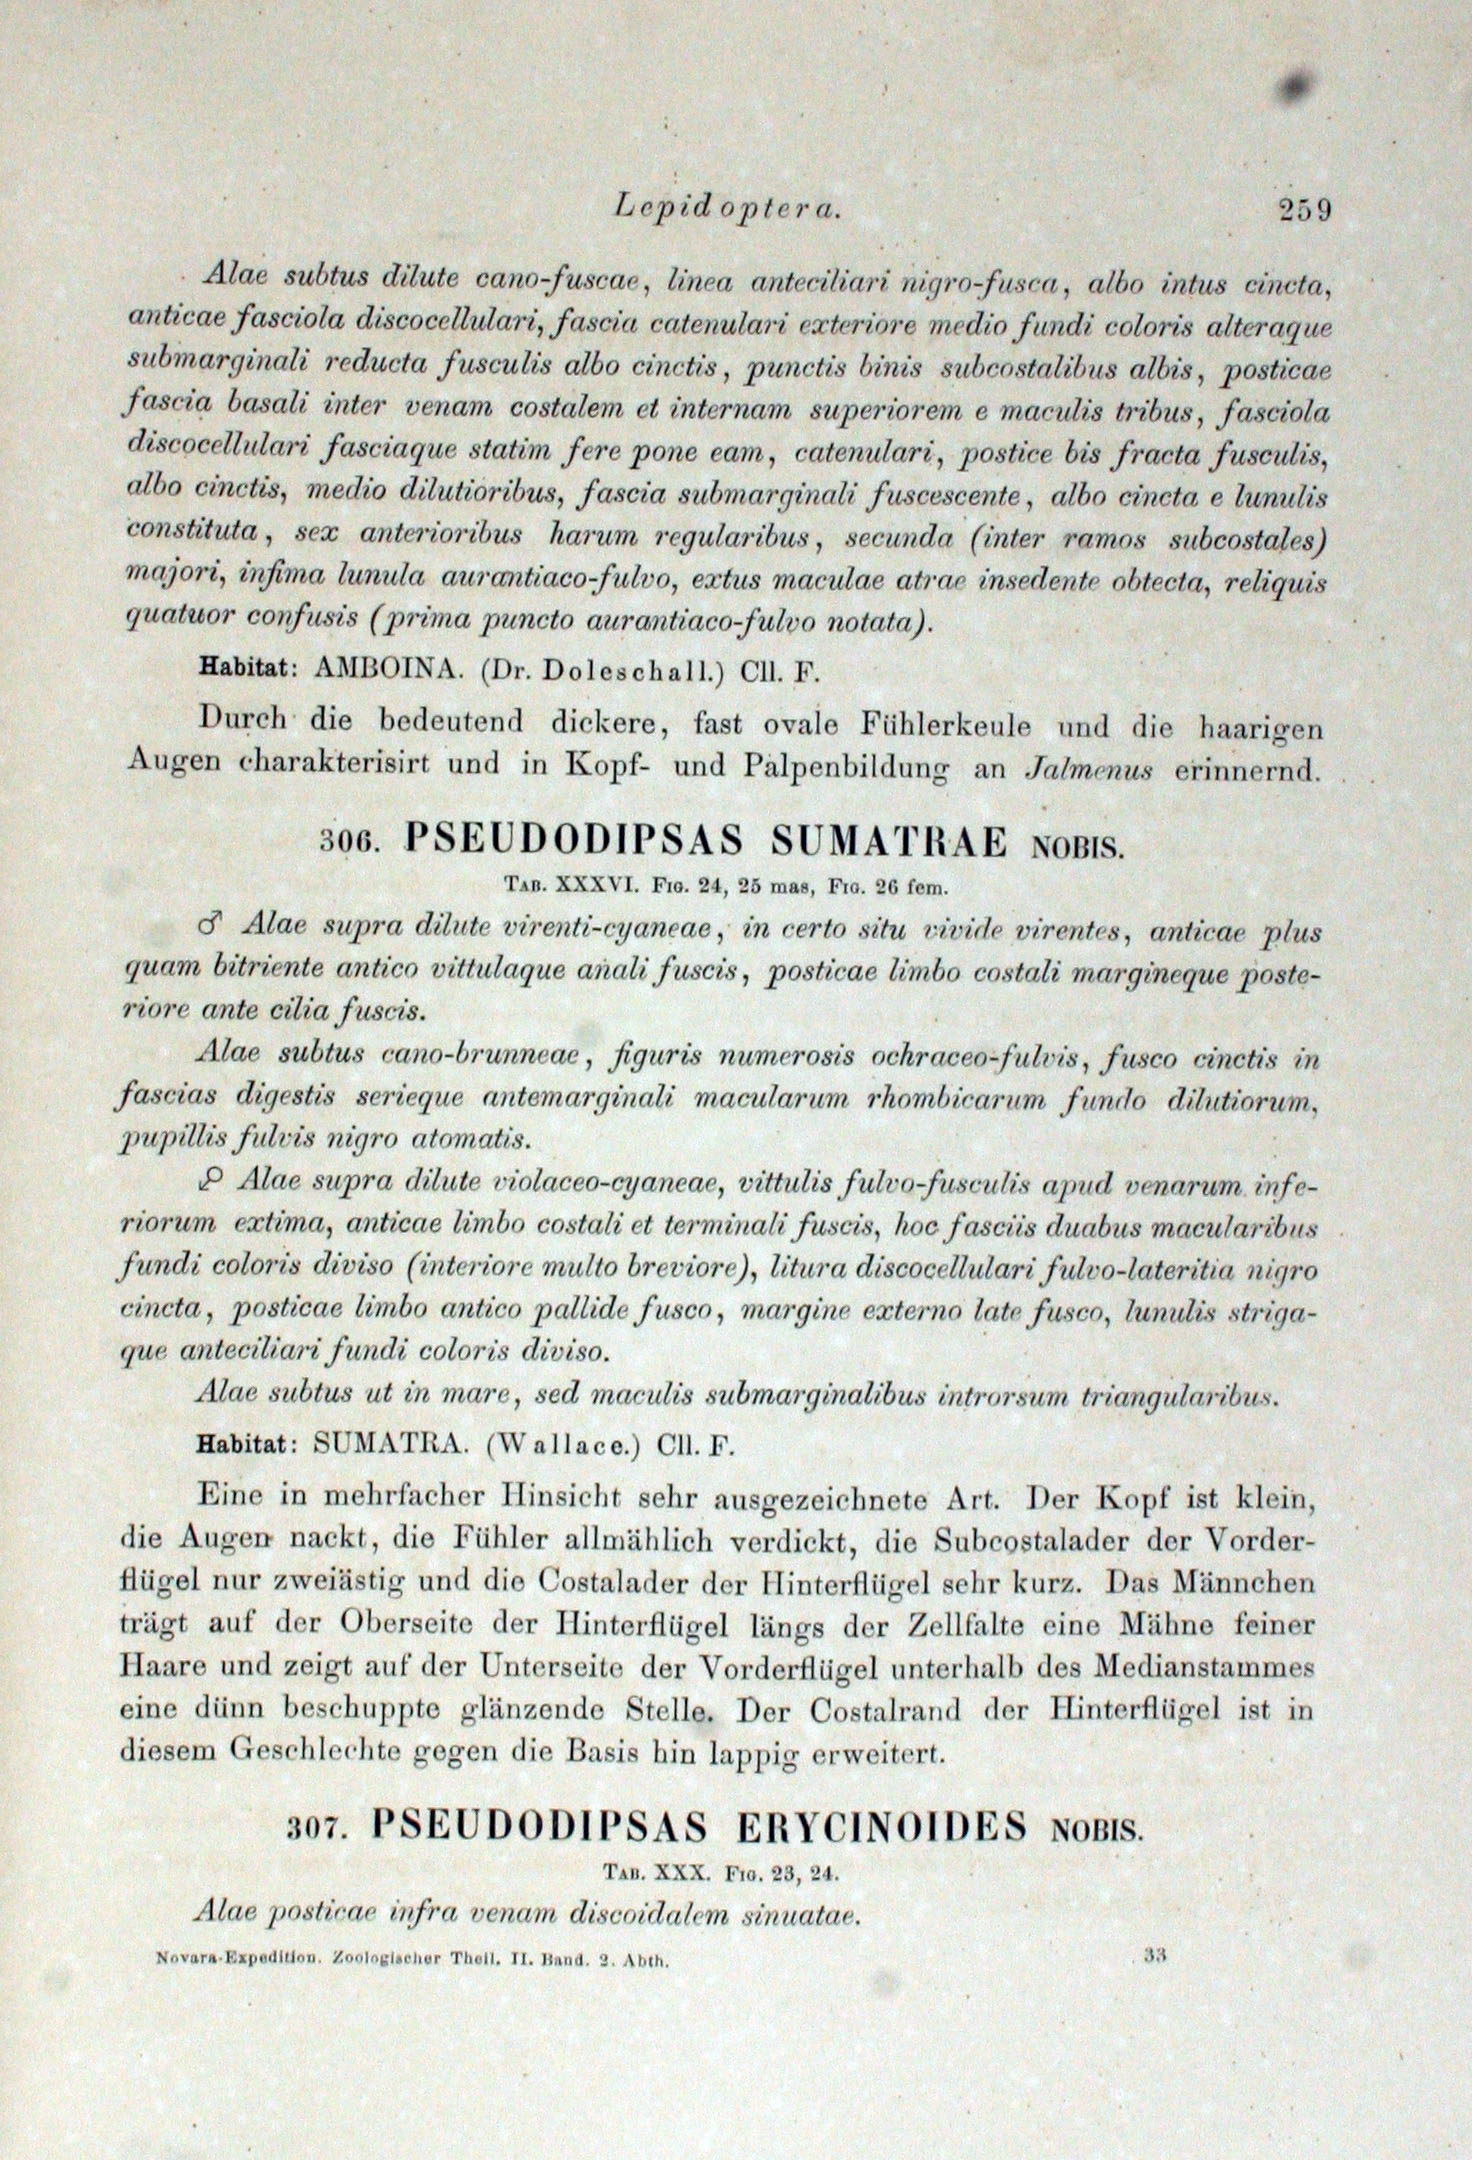 Lepidoptera. 259
Alae subtus dilute cano-fuscae, linea anteciliari nigro-fusca, albo intus cincta,
anticae fasciola discocellulari, fascia catenulari exteriore medio fundi coloris alteraque
submarginali reducta fusculis albo cinctis, punctis binis subcostalibus albis, posticae
fascia basali inter venam costalem et internam superiorem e maculis tribus, fasciola
discocellulari fasciaque statim fere pone eam, catenulari, postice bis fracta fusculis,
albo cinctis, medio dilutioribus, fascia submarginali fuscescente, albo cincta e lunulis
constituta, sex anterioribus harum regularibus, secunda (inter ramos subcostales)
majori, infima lunula aurantiaco-fulvo, extus maculae atrae insedente obtecta, reliquis
quatuor confusis (prima puncto aurantiaco-fulvo notata).
Habitat: AMBOINA. (Dr. Doleschall.) Cll. F.
Durch die bedeutend dickere, fast ovale Fühlerkeule und die haarigen
Augen charakterisirt und in Kopf- und Palpenbildung an Jalmenus erinnernd.
306. PSEUDODIPSAS SUMATRAE NOBIS.
TAB. XXXVI. FIG. 24, 25 mas, FIG. 26 fem.
♂ Alae supra dilute virenti-cyaneae, in certo situ vivide virentes, anticae plus
quam bitriente antico vittulaque anali fuscis, posticae limbo costali margineque poste-
riore ante cilia fuscis.
Alae subtus cano-brunneae, figuris numerosis ochraceo-fulvis, fusco cinctis in
fascias digestis serieque antemarginali macularum rhombicarum fundo dilutiorum,
pupillis fulvis nigro atomatis.
♀ Alae supra dilute violaceo-cyaneae, vittulis fulvo-fusculis apud venarum infe-
riorum extima, anticae limbo costali et terminali fuscis, hoc fasciis duabus macularibus
fundi coloris diviso (interiore multo breviore), litura discocellulari fulvo-lateritia nigro
cincta, posticae limbo antico pallide fusco, margine externo late fusco, lunulis striga-
que anteciliari fundi coloris diviso.
Alae subtus ut in mare, sed maculis submarginalibus introrsum triangularibus.
Habitat: SUMATRA. (Wallace.) Cll. F.
Eine in mehrfacher Hinsicht sehr ausgezeichnete Art. Der Kopf ist klein,
die Augen nackt, die Fühler allmählich verdickt, die Subcostalader der Vorder-
flügel nur zweiästig und die Costalader der Hinterflügel sehr kurz. Das Männchen
trägt auf der Oberseite der Hinterflügel längs der Zellfalte eine Mähne feiner
Haare und zeigt auf der Unterseite der Vorderflügel unterhalb des Medianstammes
eine dünn beschuppte glänzende Stelle. Der Costalrand der Hinterflügel ist in
diesem Geschlechte gegen die Basis hin lappig erweitert.
307. PSEUDODIPSAS ERYCINOIDES NOBIS.
TAB. XXX. FIG. 23, 24.
Alae posticae infra venam discoidalem sinuatae.
Novara-Expedition. Zoologischer Theil. II. Band. 2. Abth. 33